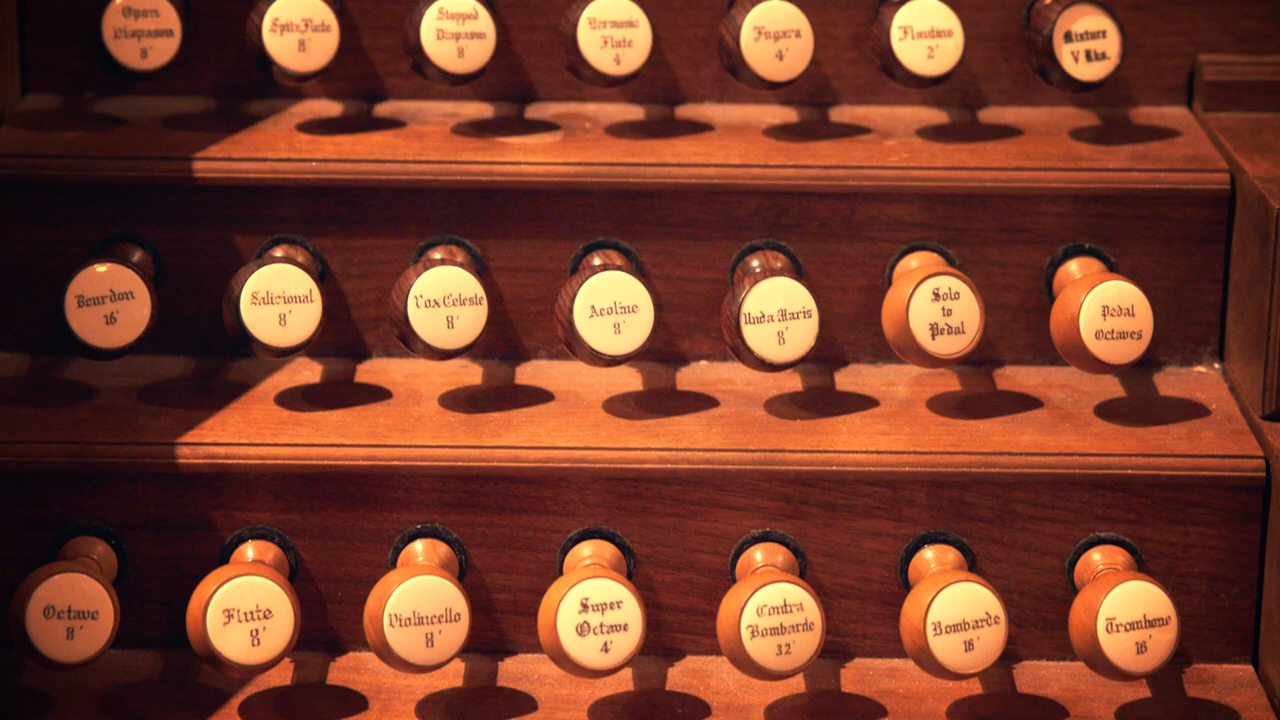 Open
Diapason
8'
Spitz Flute
8'
Stopped
Diapason
8'
Harmonic
Flute
4'
Fugara
4'
Flautino
2'
Mixture
V Rks.
Bourdon
16'
Salicional
8'
Vox Celeste
8'
Aeoline
8'
Unda Maris
8'
Solo
to
Pedal
Pedal
Octaves
Octave
8'
Flute
8'
Violincello
8'
Super
Octave
4'
Contra
Bombarde
32'
Bombarde
16'
Trombone
16'